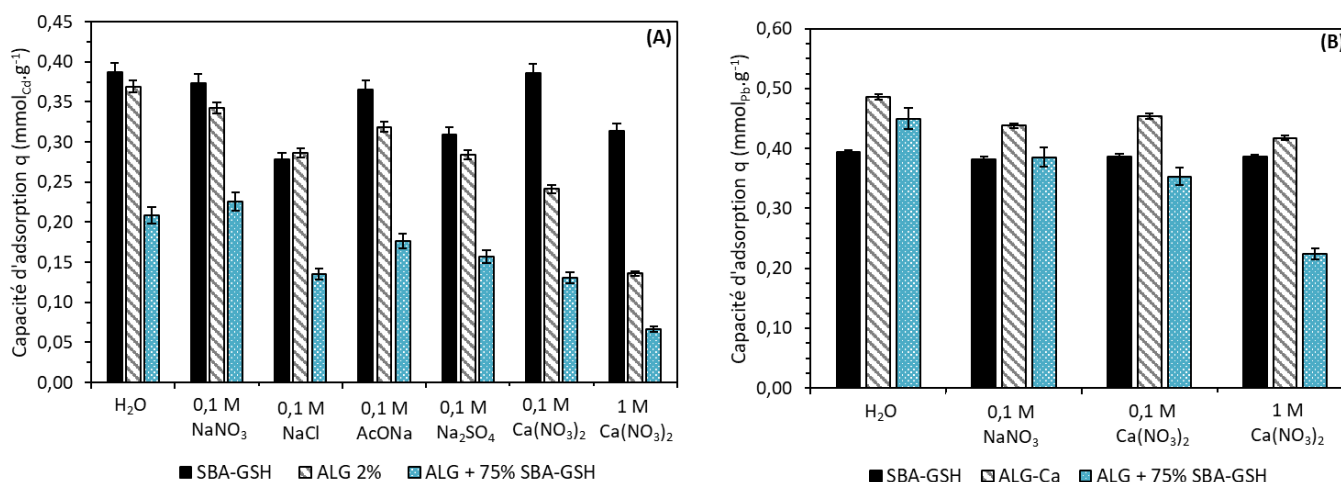 (A)
Capacité d'adsorption q (mmolCd·g-1)
0,45
0,40
0,35
0,30
0,25
0,20
0,15
0,10
0,05
0,00
H2O
0,1 M NaNO3
0,1 M NaCl
0,1 M AcONa
0,1 M Na2SO4
0,1 M Ca(NO3)2
1 M Ca(NO3)2
SBA-GSH ALG 2% ALG + 75% SBA-GSH
(B)
Capacité d'adsorption q (mmolPb·g-1)
0,60
0,50
0,40
0,30
0,20
0,10
0,00
H2O
0,1 M NaNO3
0,1 M Ca(NO3)2
1 M Ca(NO3)2
SBA-GSH ALG-Ca ALG + 75% SBA-GSH